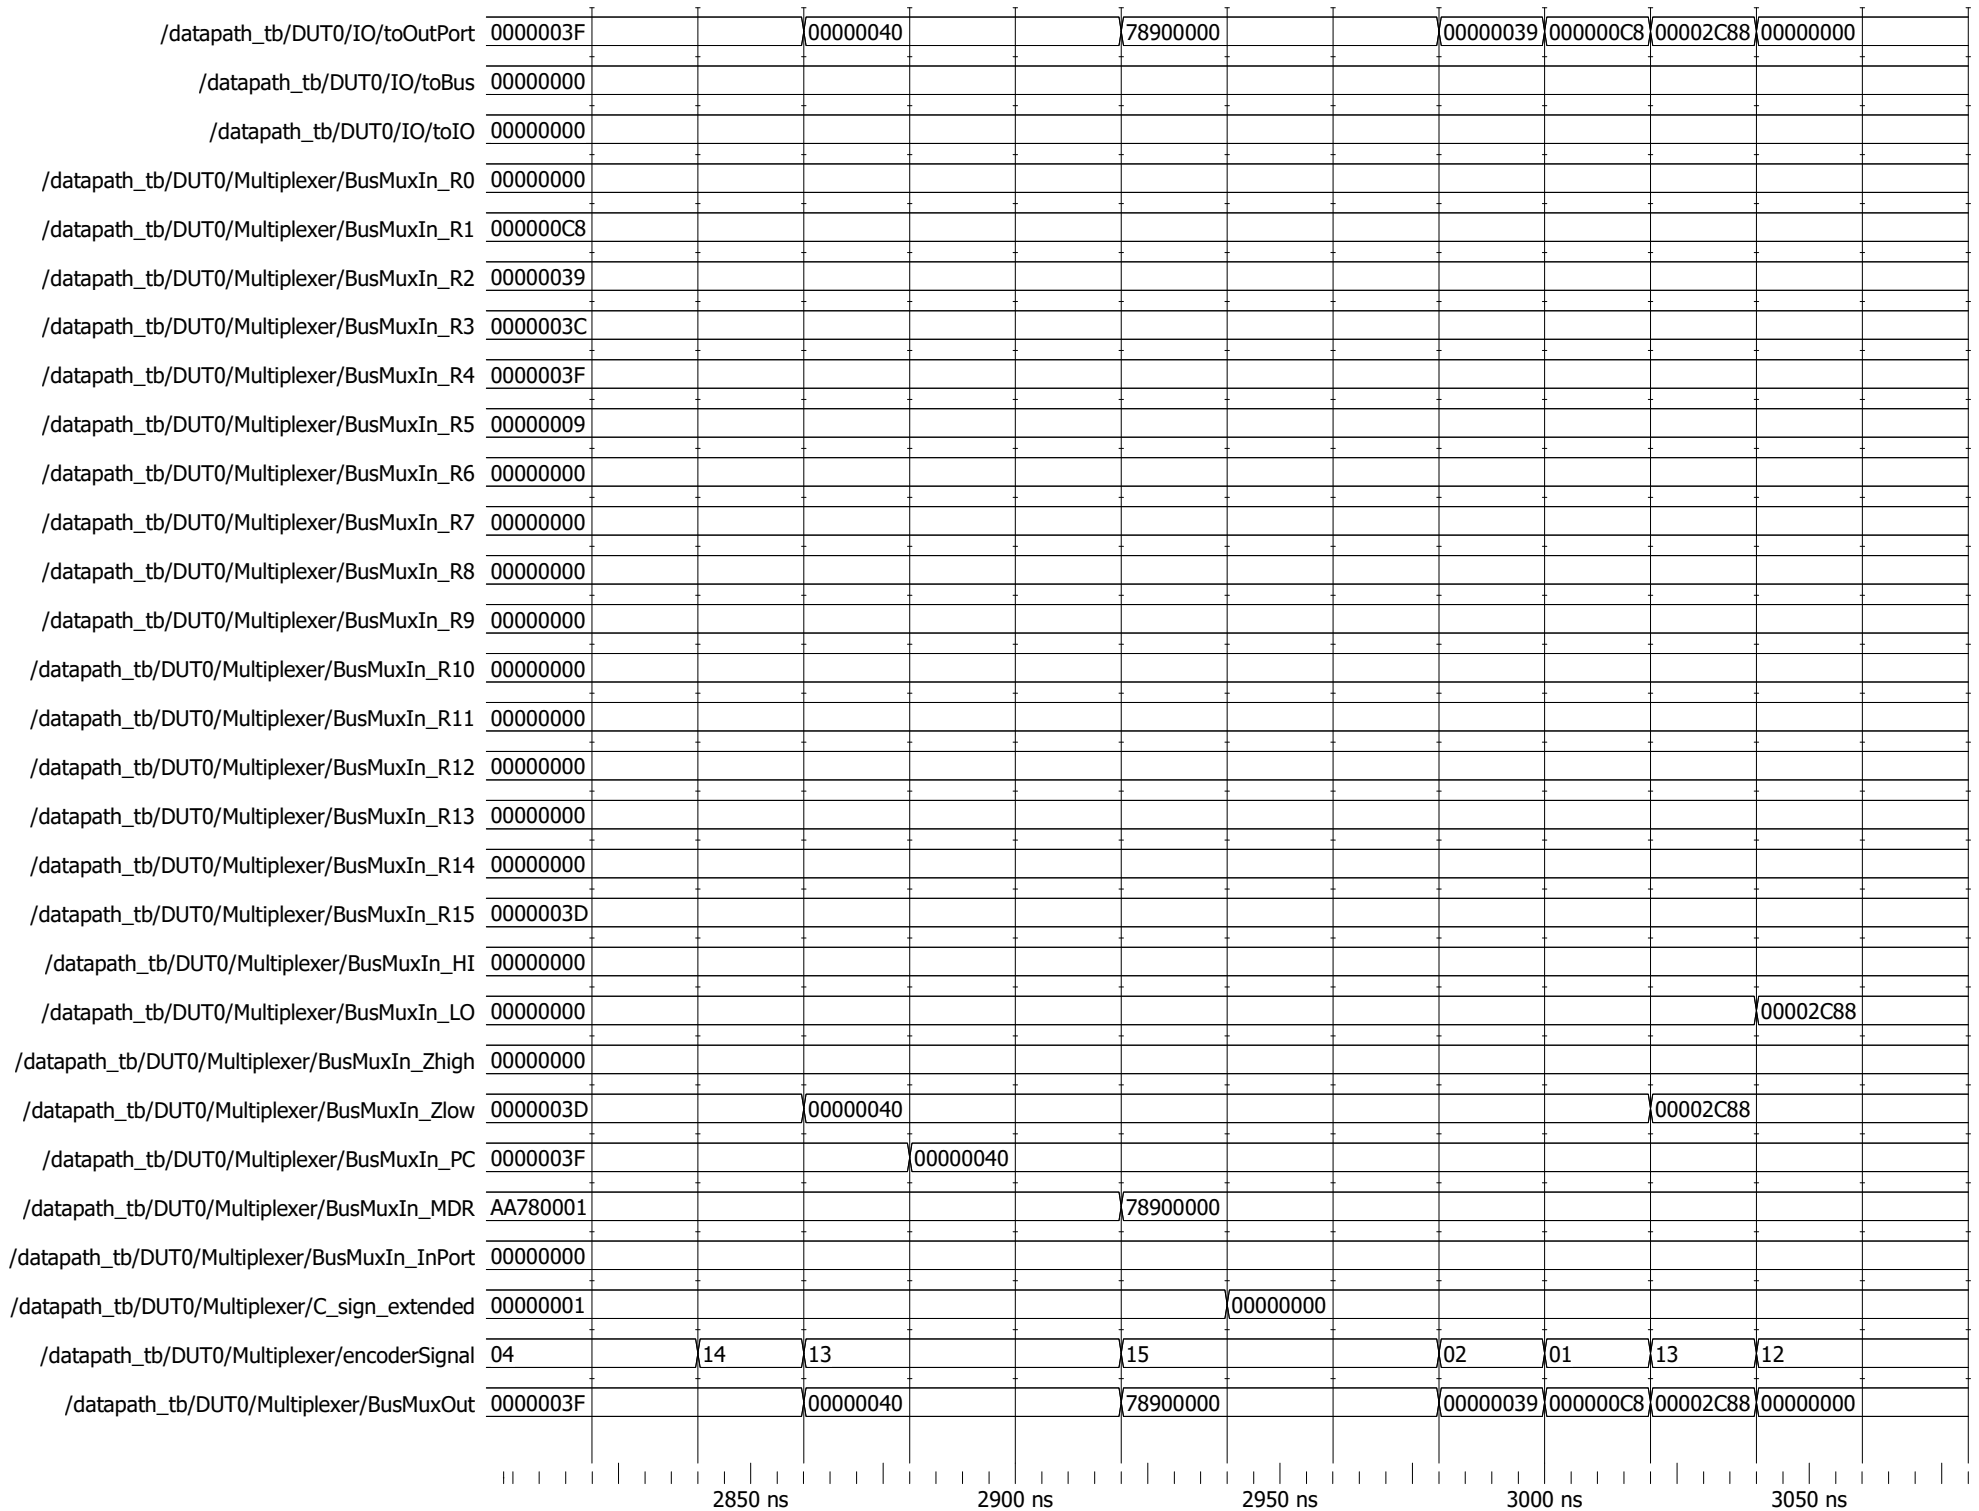 /datapath_tb/DUT0/IO/toOutPort 0000003F 00000040 78900000 00000039 000000C8 00002C88 00000000
/datapath_tb/DUT0/IO/toBus 00000000
/datapath_tb/DUT0/IO/toIO 00000000
/datapath_tb/DUT0/Multiplexer/BusMuxIn_R0 00000000
/datapath_tb/DUT0/Multiplexer/BusMuxIn_R1 000000C8
/datapath_tb/DUT0/Multiplexer/BusMuxIn_R2 00000039
/datapath_tb/DUT0/Multiplexer/BusMuxIn_R3 0000003C
/datapath_tb/DUT0/Multiplexer/BusMuxIn_R4 0000003F
/datapath_tb/DUT0/Multiplexer/BusMuxIn_R5 00000009
/datapath_tb/DUT0/Multiplexer/BusMuxIn_R6 00000000
/datapath_tb/DUT0/Multiplexer/BusMuxIn_R7 00000000
/datapath_tb/DUT0/Multiplexer/BusMuxIn_R8 00000000
/datapath_tb/DUT0/Multiplexer/BusMuxIn_R9 00000000
/datapath_tb/DUT0/Multiplexer/BusMuxIn_R10 00000000
/datapath_tb/DUT0/Multiplexer/BusMuxIn_R11 00000000
/datapath_tb/DUT0/Multiplexer/BusMuxIn_R12 00000000
/datapath_tb/DUT0/Multiplexer/BusMuxIn_R13 00000000
/datapath_tb/DUT0/Multiplexer/BusMuxIn_R14 00000000
/datapath_tb/DUT0/Multiplexer/BusMuxIn_R15 0000003D
/datapath_tb/DUT0/Multiplexer/BusMuxIn_HI 00000000
/datapath_tb/DUT0/Multiplexer/BusMuxIn_LO 00000000 00002C88
/datapath_tb/DUT0/Multiplexer/BusMuxIn_Zhigh 00000000
/datapath_tb/DUT0/Multiplexer/BusMuxIn_Zlow 0000003D 00000040 00002C88
/datapath_tb/DUT0/Multiplexer/BusMuxIn_PC 0000003F 00000040
/datapath_tb/DUT0/Multiplexer/BusMuxIn_MDR AA780001 78900000
/datapath_tb/DUT0/Multiplexer/BusMuxIn_InPort 00000000
/datapath_tb/DUT0/Multiplexer/C_sign_extended 00000001 00000000
/datapath_tb/DUT0/Multiplexer/encoderSignal 04 14 13 15 02 01 13 12
/datapath_tb/DUT0/Multiplexer/BusMuxOut 0000003F 00000040 78900000 00000039 000000C8 00002C88 00000000
2850 ns 2900 ns 2950 ns 3000 ns 3050 ns